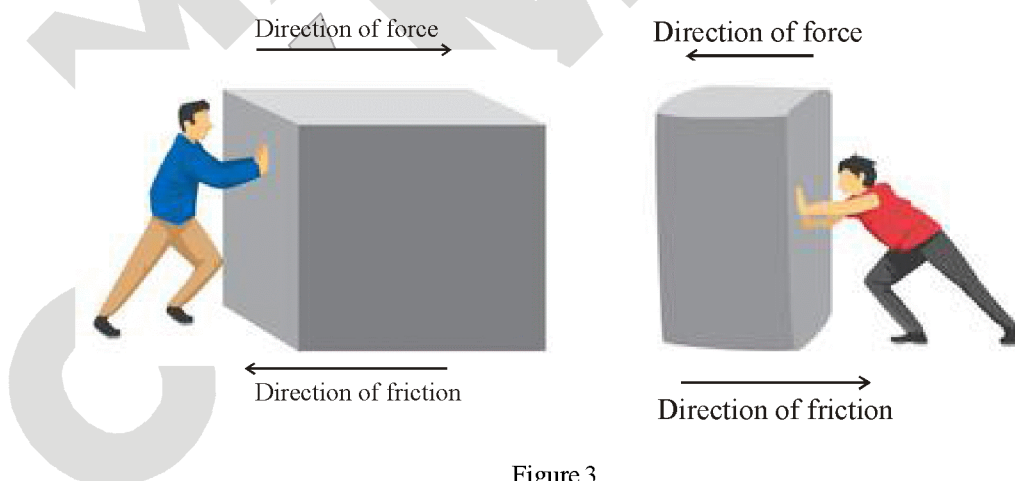 Direction of force
Direction of force
Direction of friction
Direction of friction
Figure 3